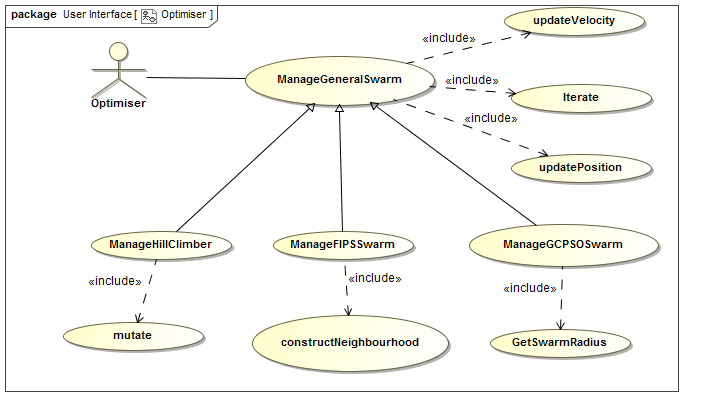 package User Interface [ Optimiser ]
updateVelocity
«include»
ManageGeneralSwarm
«include»
Iterate
Optimiser
«include»
updatePosition
ManageHillClimber
ManageFIPSSwarm
ManageGCPSOSwarm
«include»
«include»
«include»
mutate
constructNeighbourhood
GetSwarmRadius